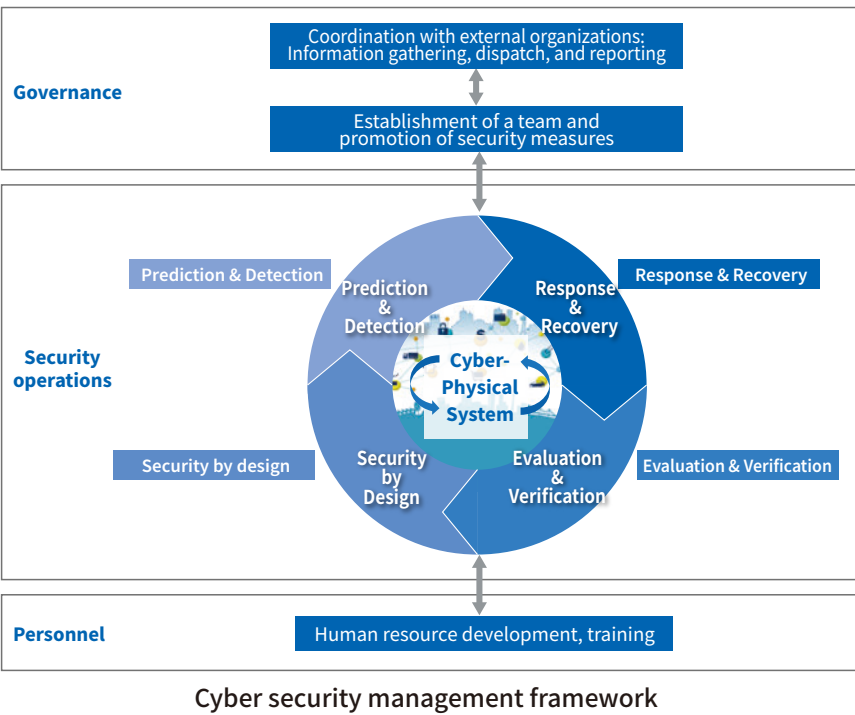 Coordination with external organizations:
Information gathering, dispatch, and reporting
Governance
Establishment of a team and
promotion of security measures
Prediction & Detection
Response & Recovery
Prediction
&
Detection
Response
&
Recovery
Security
operations
Cyber-
Physical
System
Security by design
Evaluation & Verification
Security
by
Design
Evaluation
&
Verification
Personnel
Human resource development, training
Cyber security management framework